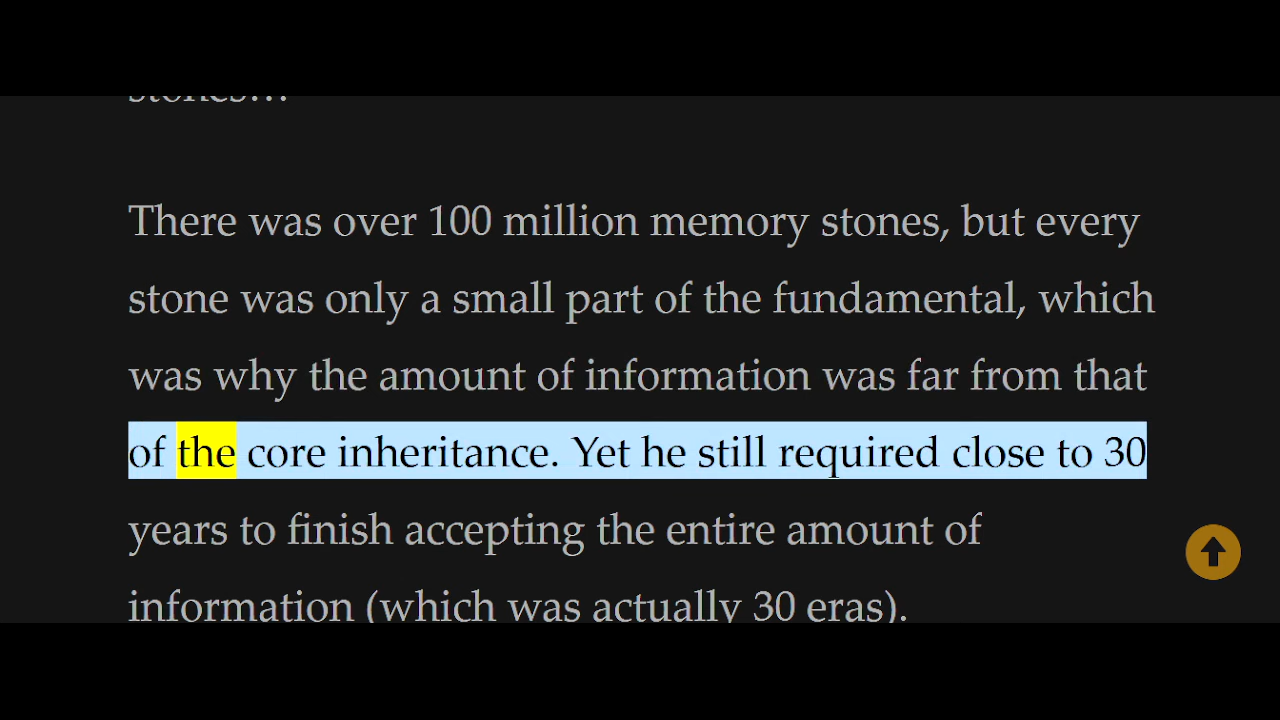 stones...
There was over 100 million memory stones, but every
stone was only a small part of the fundamental, which
was why the amount of information was far from that
of the core inheritance. Yet he still required close to 30
years to finish accepting the entire amount of
information (which was actually 30 eras).